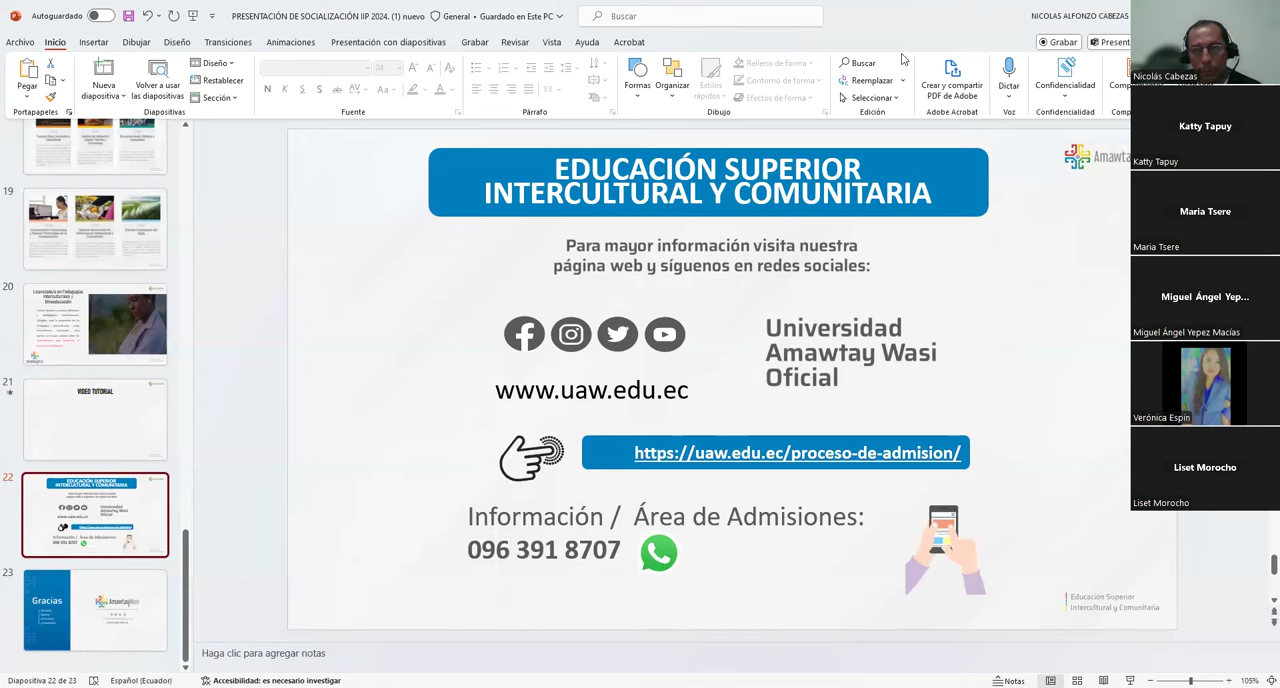 Autoguardado
PRESENTACIÓN DE SOCIALIZACIÓN IIP 2024. (1) nuevo
General • Guardado en Este PC
Buscar
NICOLAS ALFONZO CABEZAS
Archivo Inicio Insertar Dibujar Diseño Transiciones Animaciones Presentación con diapositivas Grabar Revisar Vista Ayuda Acrobat
Grabar
Pegar
Nueva diapositiva
Volver a usar las Diapositivas
Diseño
Restablecer
Sección
24
N K S S ab AV Aa A
Formas
Organizar
Estilos rápidos
Relleno de forma
Contorno de forma
Efectos de forma
Buscar
Reemplazar
Seleccionar
Crear y compartir PDF de Adobe
Dictar
Confidencialidad
Portapapeles Diapositivas Fuente Párrafo Dibujo Edición Adobe Acrobat Voz Confidencialidad
19
20
21
VIDEO TUTORIAL
22
23
Gracias
EDUCACIÓN SUPERIOR
INTERCULTURAL Y COMUNITARIA
Para mayor información visita nuestra
página web y síguenos en redes sociales:
Universidad
Amawtay Wasi
Oficial
www.uaw.edu.ec
https://uaw.edu.ec/proceso-de-admision/
Información / Área de Admisiones:
096 391 8707
Educación Superior
Intercultural y Comunitaria
Nicolás Cabezas
Katty Tapuy
Katty Tapuy
Maria Tsere
Maria Tsere
Miguel Ángel Yep...
Miguel Ángel Yepez Macías
Verónica Espín
Liset Morocho
Liset Morocho
Haga clic para agregar notas
Diapositiva 22 de 23
Español (Ecuador)
Accesibilidad: es necesario investigar
Notas
105%